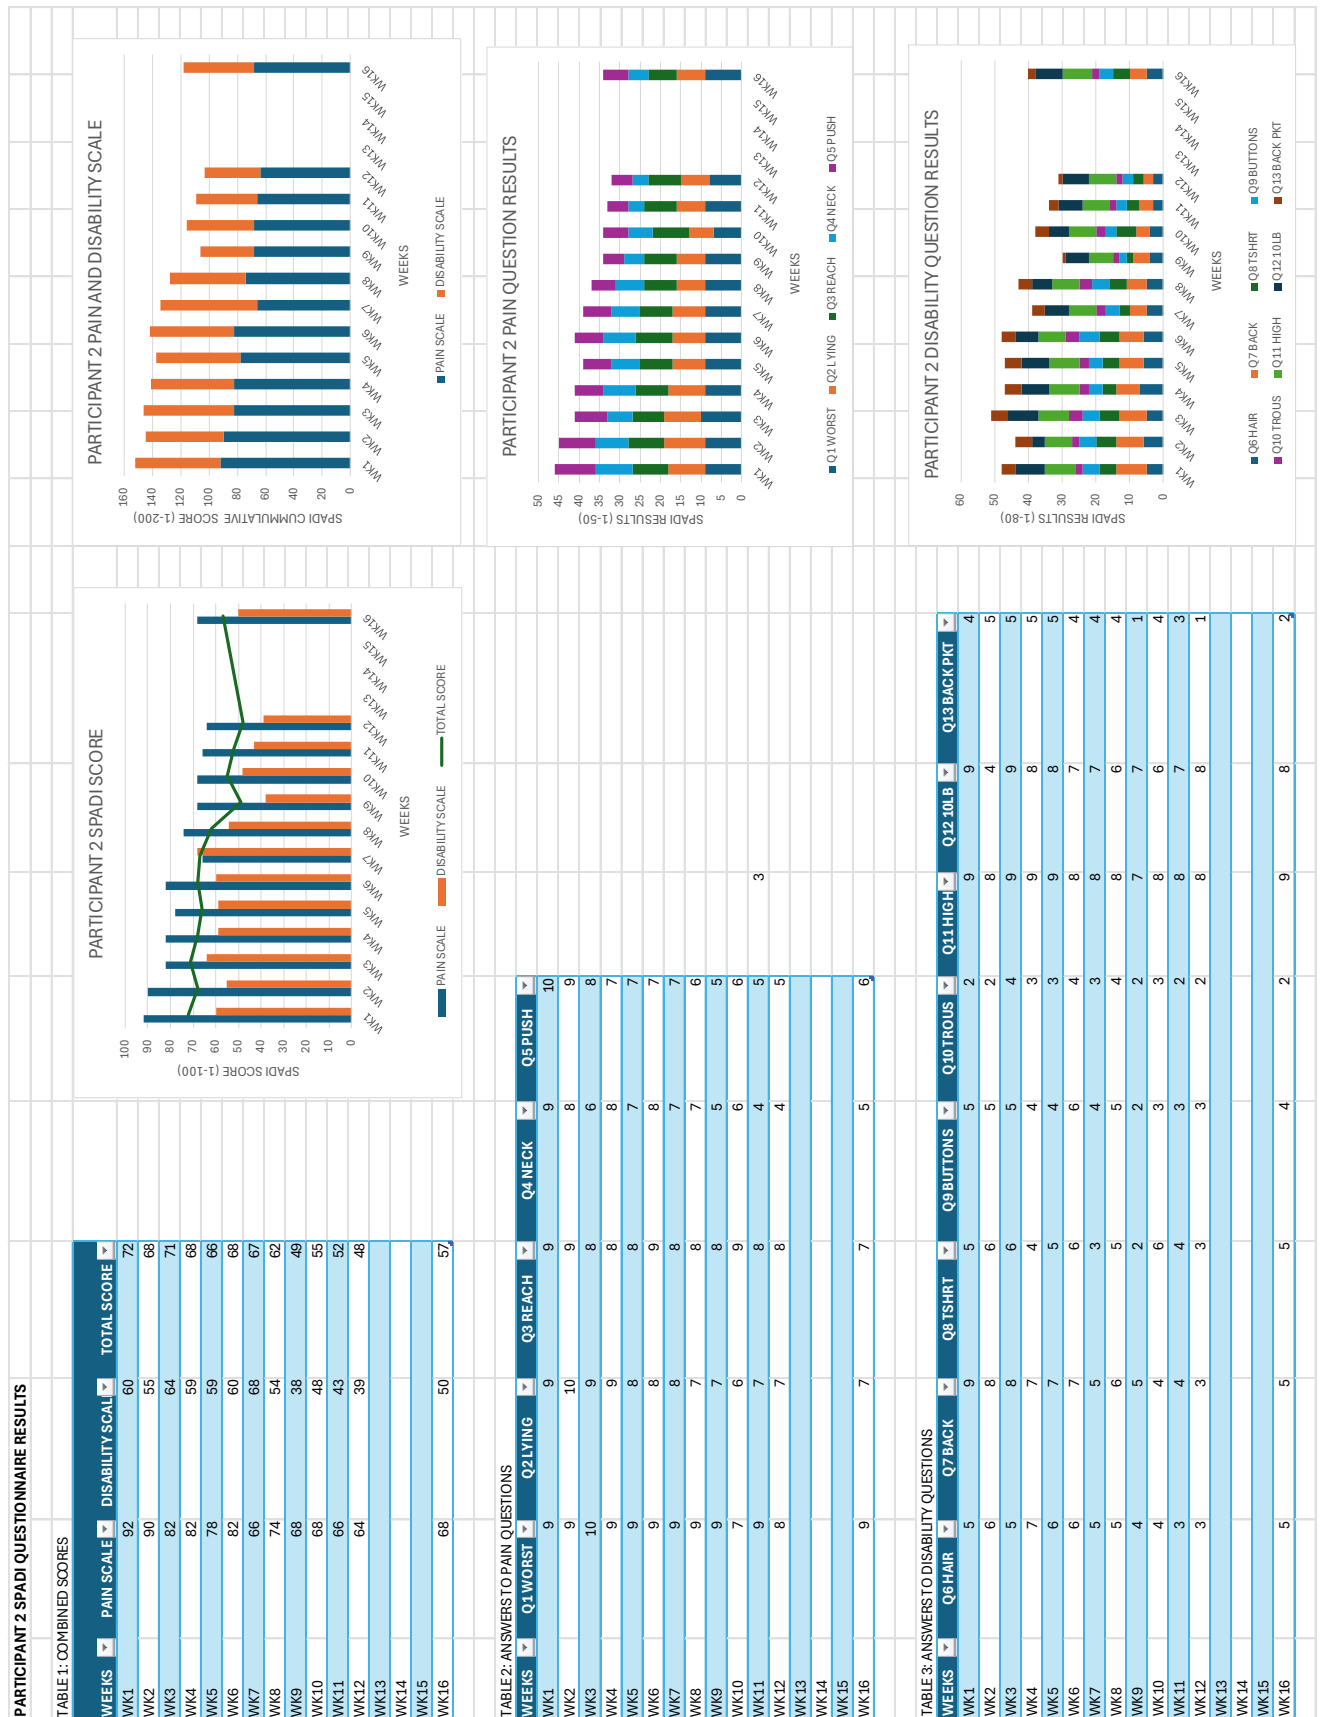 PARTICIPANT 2 SPADI QUESTIONNAIRE RESULTS
TABLE 1: COMBINED SCORES
WEEKS PAIN SCALE DISABILITY SCAL TOTAL SCORE
WK1 92 60 72
WK2 90 55 68
WK3 82 64 71
WK4 82 59 68
WK5 78 59 66
WK6 82 60 68
WK7 66 68 67
WK8 74 54 62
WK9 68 38 49
WK10 68 48 55
WK11 66 43 52
WK12 64 39 48
WK13
WK14
WK15
WK16 68 50 57
PARTICIPANT 2 SPADI SCORE
SPADI SCORE (1-100)
100
90
80
70
60
50
40
30
20
10
0
WK1 WK2 WK3 WK4 WK5 WK6 WK7 WK8 WK9 WK10 WK11 WK12 WK13 WK14 WK15 WK16
WEEKS
PAIN SCALE DISABILITY SCALE TOTAL SCORE
PARTICIPANT 2 PAIN AND DISABILITY SCALE
SPADI CUMMULATIVE SCORE (1-200)
160
140
120
100
80
60
40
20
0
WK1 WK2 WK3 WK4 WK5 WK6 WK7 WK8 WK9 WK10 WK11 WK12 WK13 WK14 WK15 WK16
WEEKS
PAIN SCALE DISABILITY SCALE
TABLE 2: ANSWERS TO PAIN QUESTIONS
WEEKS Q1 WORST Q2 LYING Q3 REACH Q4 NECK Q5 PUSH
WK1 9 9 9 9 10
WK2 9 10 9 8 9
WK3 10 9 8 6 8
WK4 9 9 8 8 7
WK5 9 8 8 7 7
WK6 9 8 9 8 7
WK7 9 8 8 7 7
WK8 9 7 8 7 6
WK9 9 7 8 5 5
WK10 7 6 9 6 6
WK11 9 7 8 4 5 3
WK12 8 7 8 4 5
WK13
WK14
WK15
WK16 9 7 7 5 6
PARTICIPANT 2 PAIN QUESTION RESULTS
SPADI RESULTS (1-50)
50
45
40
35
30
25
20
15
10
5
0
WK1 WK2 WK3 WK4 WK5 WK6 WK7 WK8 WK9 WK10 WK11 WK12 WK13 WK14 WK15 WK16
WEEKS
Q1 WORST Q2 LYING Q3 REACH Q4 NECK Q5 PUSH
TABLE 3: ANSWERS TO DISABILITY QUESTIONS
WEEKS Q6 HAIR Q7 BACK Q8 TSHRT Q9 BUTTONS Q10 TROUS Q11 HIGH Q12 10LB Q13 BACK PKT
WK1 5 9 5 5 2 9 9 4
WK2 6 8 6 5 2 8 4 5
WK3 5 8 6 5 4 9 9 5
WK4 7 7 4 4 3 9 8 5
WK5 6 7 5 4 3 9 8 5
WK6 6 7 6 6 4 8 7 4
WK7 5 5 3 4 3 8 7 4
WK8 5 6 5 5 4 8 6 4
WK9 4 5 2 2 2 7 7 1
WK10 4 4 6 3 3 8 6 4
WK11 3 4 4 3 2 8 7 3
WK12 3 3 3 3 2 8 8 1
WK13
WK14
WK15
WK16 5 5 5 4 2 9 8 2
PARTICIPANT 2 DISABILITY QUESTION RESULTS
SPADI RESULTS (1-80)
60
50
40
30
20
10
0
WK1 WK2 WK3 WK4 WK5 WK6 WK7 WK8 WK9 WK10 WK11 WK12 WK13 WK14 WK15 WK16
WEEKS
Q6 HAIR Q7 BACK Q8 TSHRT Q9 BUTTONS
Q10 TROUS Q11 HIGH Q12 10LB Q13 BACK PKT